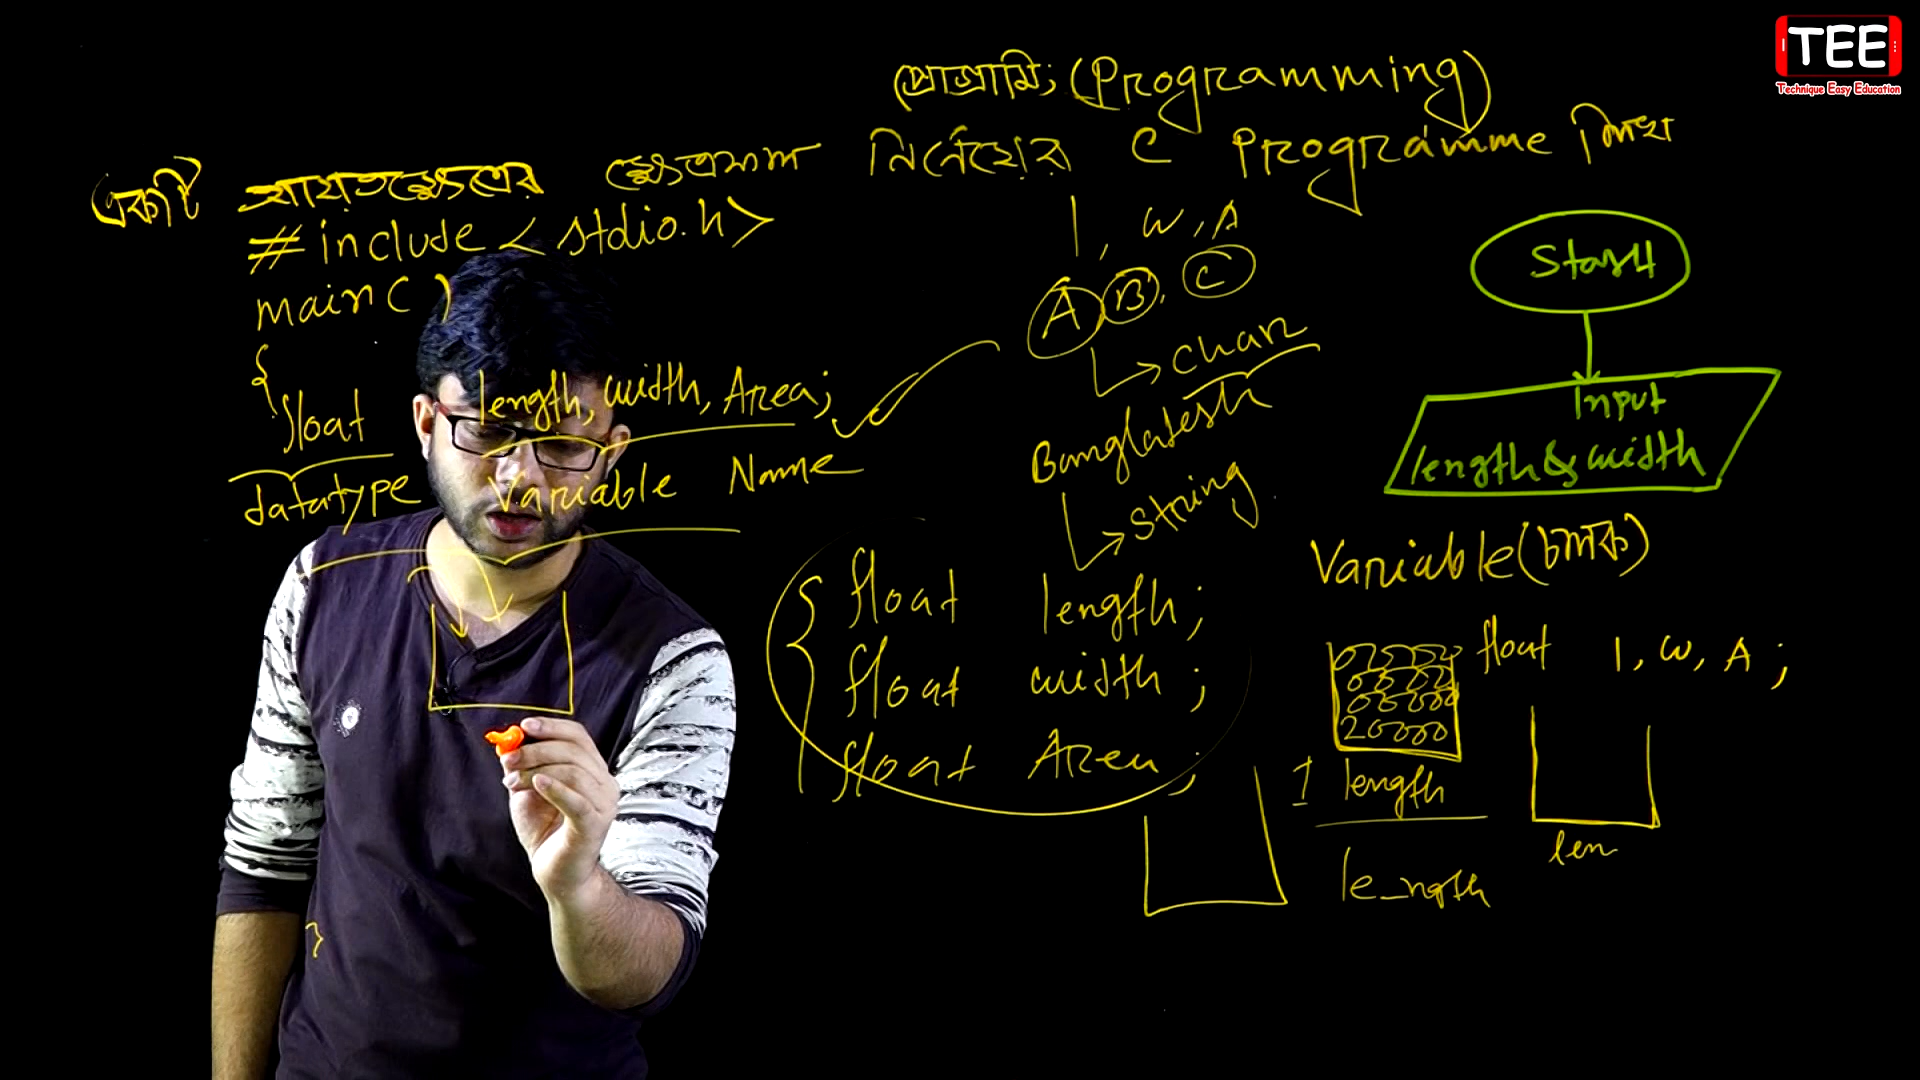 TEE
Technique Easy Education
প্রোগ্রামিং (Programming)
একটি আয়তক্ষেত্রের ক্ষেত্রফল নির্ণয়ের C Programme লিখ
#include <stdio.h>
main()
{
float length, width, Area;
datatype Variable Name
}
l, w, A
A B, C
char
Bangladesh
String
float length;
float width;
float Area;
Start
Input
length & width
Variable (চলক)
float l, w, A;
20000
1 length
le_ngth
len